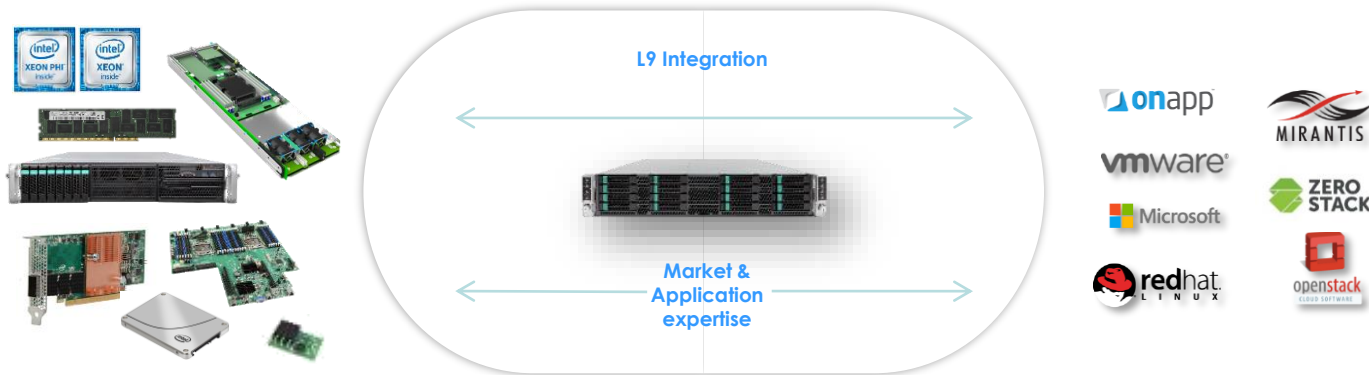 intel
XEON PHI
inside
intel
XEON
inside
L9 Integration
Market &
Application
expertise
onapp
vmware
Microsoft
redhat.
LINUX
MIRANTIS
ZERO
STACK
openstack
CLOUD SOFTWARE